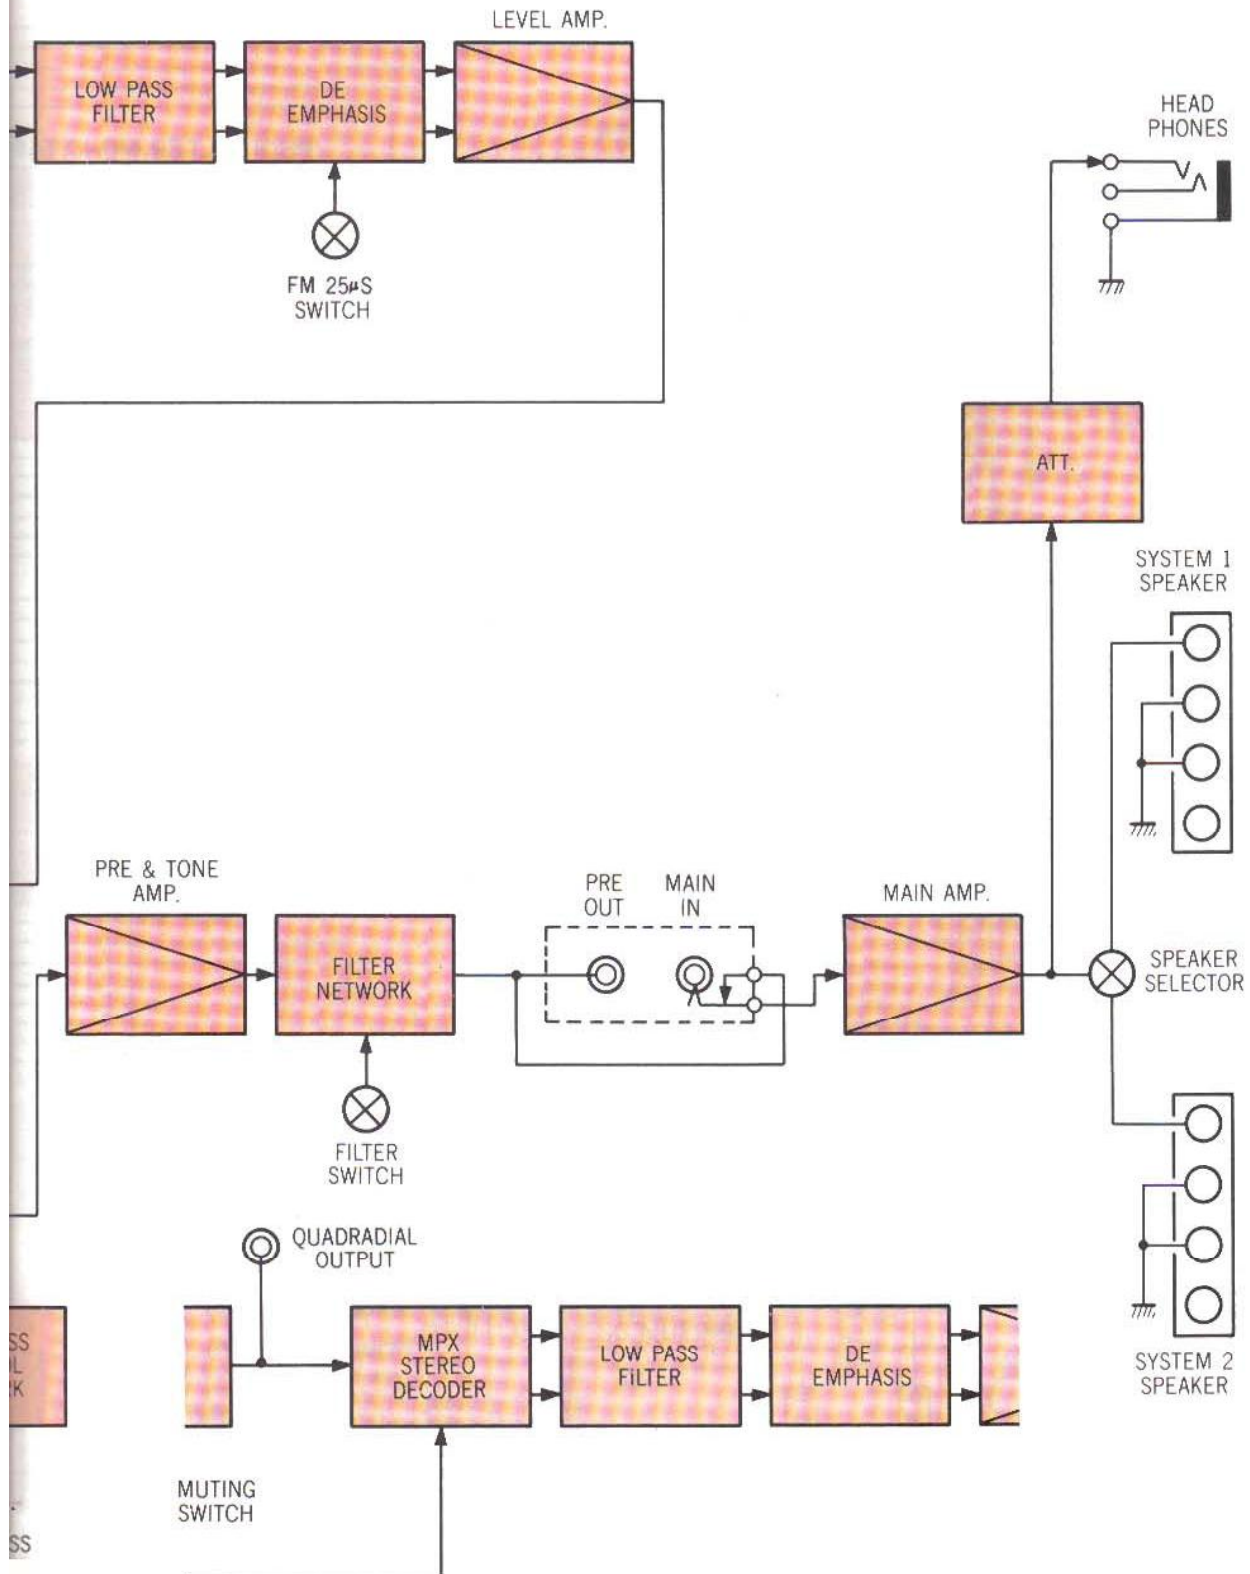 LEVEL AMP.
LOW PASS
FILTER
DE
EMPHASIS
HEAD
PHONES
FM 25µS
SWITCH
ATT.
SYSTEM 1
SPEAKER
PRE & TONE
AMP.
PRE
OUT
MAIN
IN
MAIN AMP.
FILTER
NETWORK
SPEAKER
SELECTOR
FILTER
SWITCH
QUADRADIAL
OUTPUT
MPX
STEREO
DECODER
LOW PASS
FILTER
DE
EMPHASIS
SYSTEM 2
SPEAKER
MUTING
SWITCH